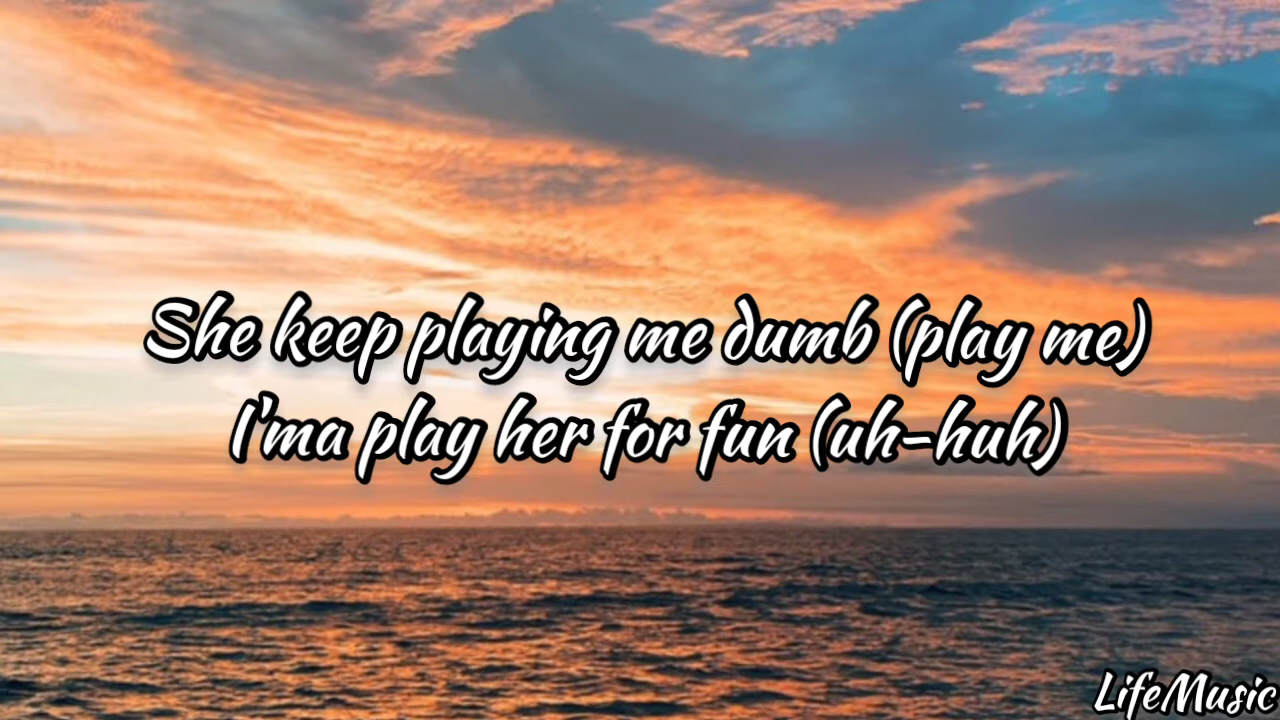 She keep playing me dumb (play me)
I'ma play her for fun (uh-huh)
LifeMusic